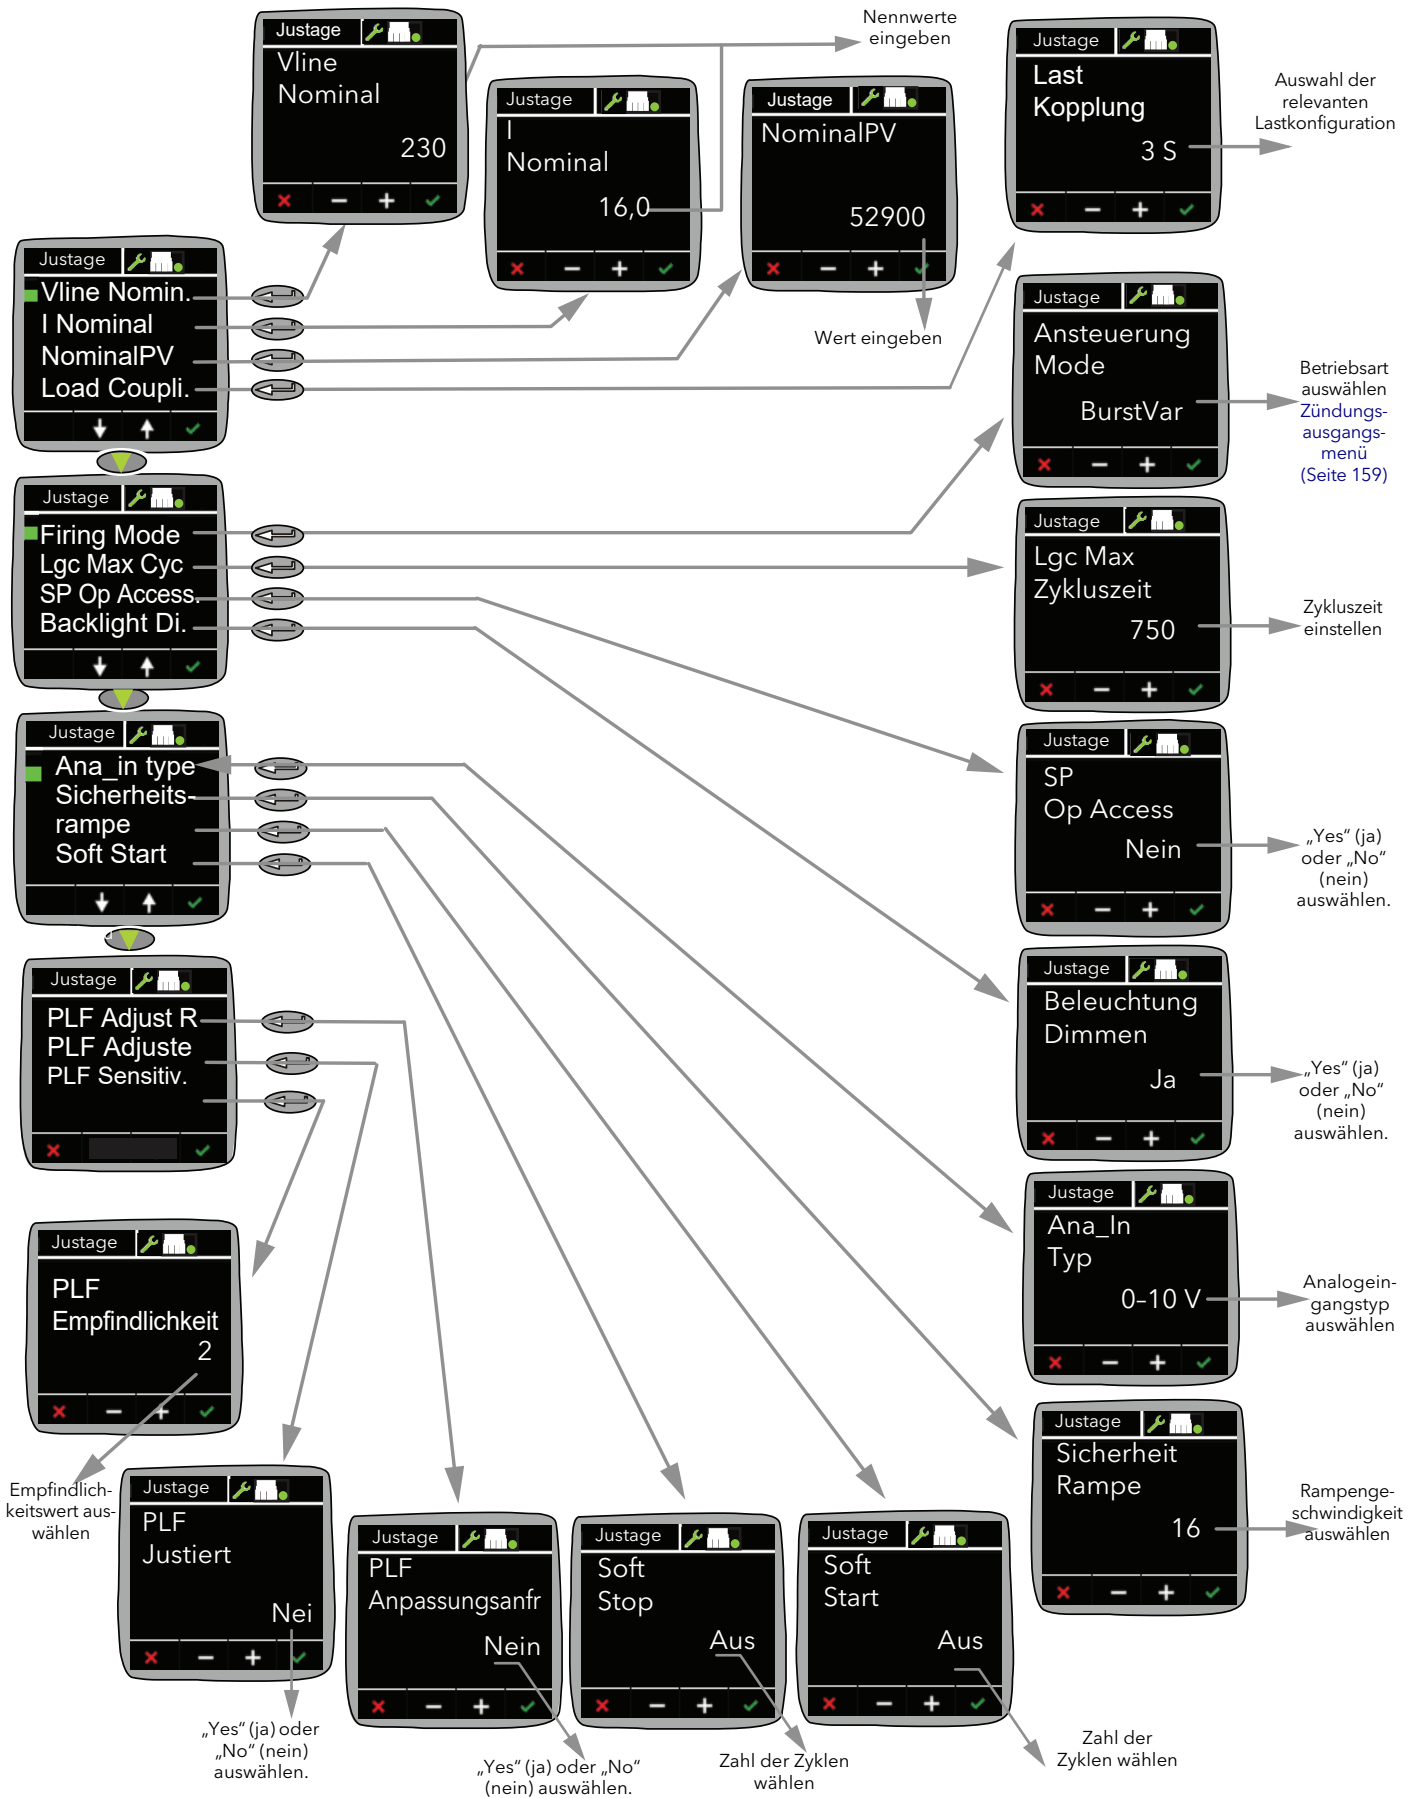 Justage
Vline
Nominal
230
Nennwerte
eingeben
Justage
I
Nominal
16,0
Justage
NominalPV
52900
Wert eingeben
Justage
Last
Kopplung
3 S
Auswahl der
relevanten
Lastkonfiguration
Justage
Vline Nomin.
I Nominal
NominalPV
Load Coupli.
Justage
Ansteuerung
Mode
BurstVar
Betriebsart
auswählen
Zündungs-
ausgangs-
menü
(Seite 159)
Justage
Firing Mode
Lgc Max Cyc
SP Op Access.
Backlight Di.
Justage
Lgc Max
Zykluszeit
750
Zykluszeit
einstellen
Justage
Ana_in type
Sicherheits-
rampe
Soft Start
Justage
SP
Op Access
Nein
„Yes“ (ja)
oder „No“
(nein)
auswählen.
Justage
PLF Adjust R
PLF Adjuste
PLF Sensitiv.
Justage
Beleuchtung
Dimmen
Ja
„Yes“ (ja)
oder „No“
(nein)
auswählen.
Justage
Ana_In
Typ
0–10 V
Analogein-
gangstyp
auswählen
Justage
PLF
Empfindlichkeit
2
Empfindlich-
keitswert aus-
wählen
Justage
Sicherheit
Rampe
16
Rampenge-
schwindigkeit
auswählen
Justage
PLF
Justiert
Nei
„Yes“ (ja) oder
„No“ (nein)
auswählen.
Justage
PLF
Anpassungsanfr
Nein
„Yes“ (ja) oder „No“
(nein) auswählen.
Justage
Soft
Stop
Aus
Zahl der Zyklen
wählen
Justage
Soft
Start
Aus
Zahl der
Zyklen wählen